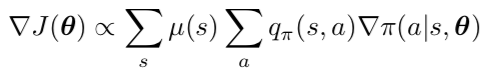 ∇J(θ) ∝ ∑_s μ(s) ∑_a q_π(s, a)∇π(a|s, θ)